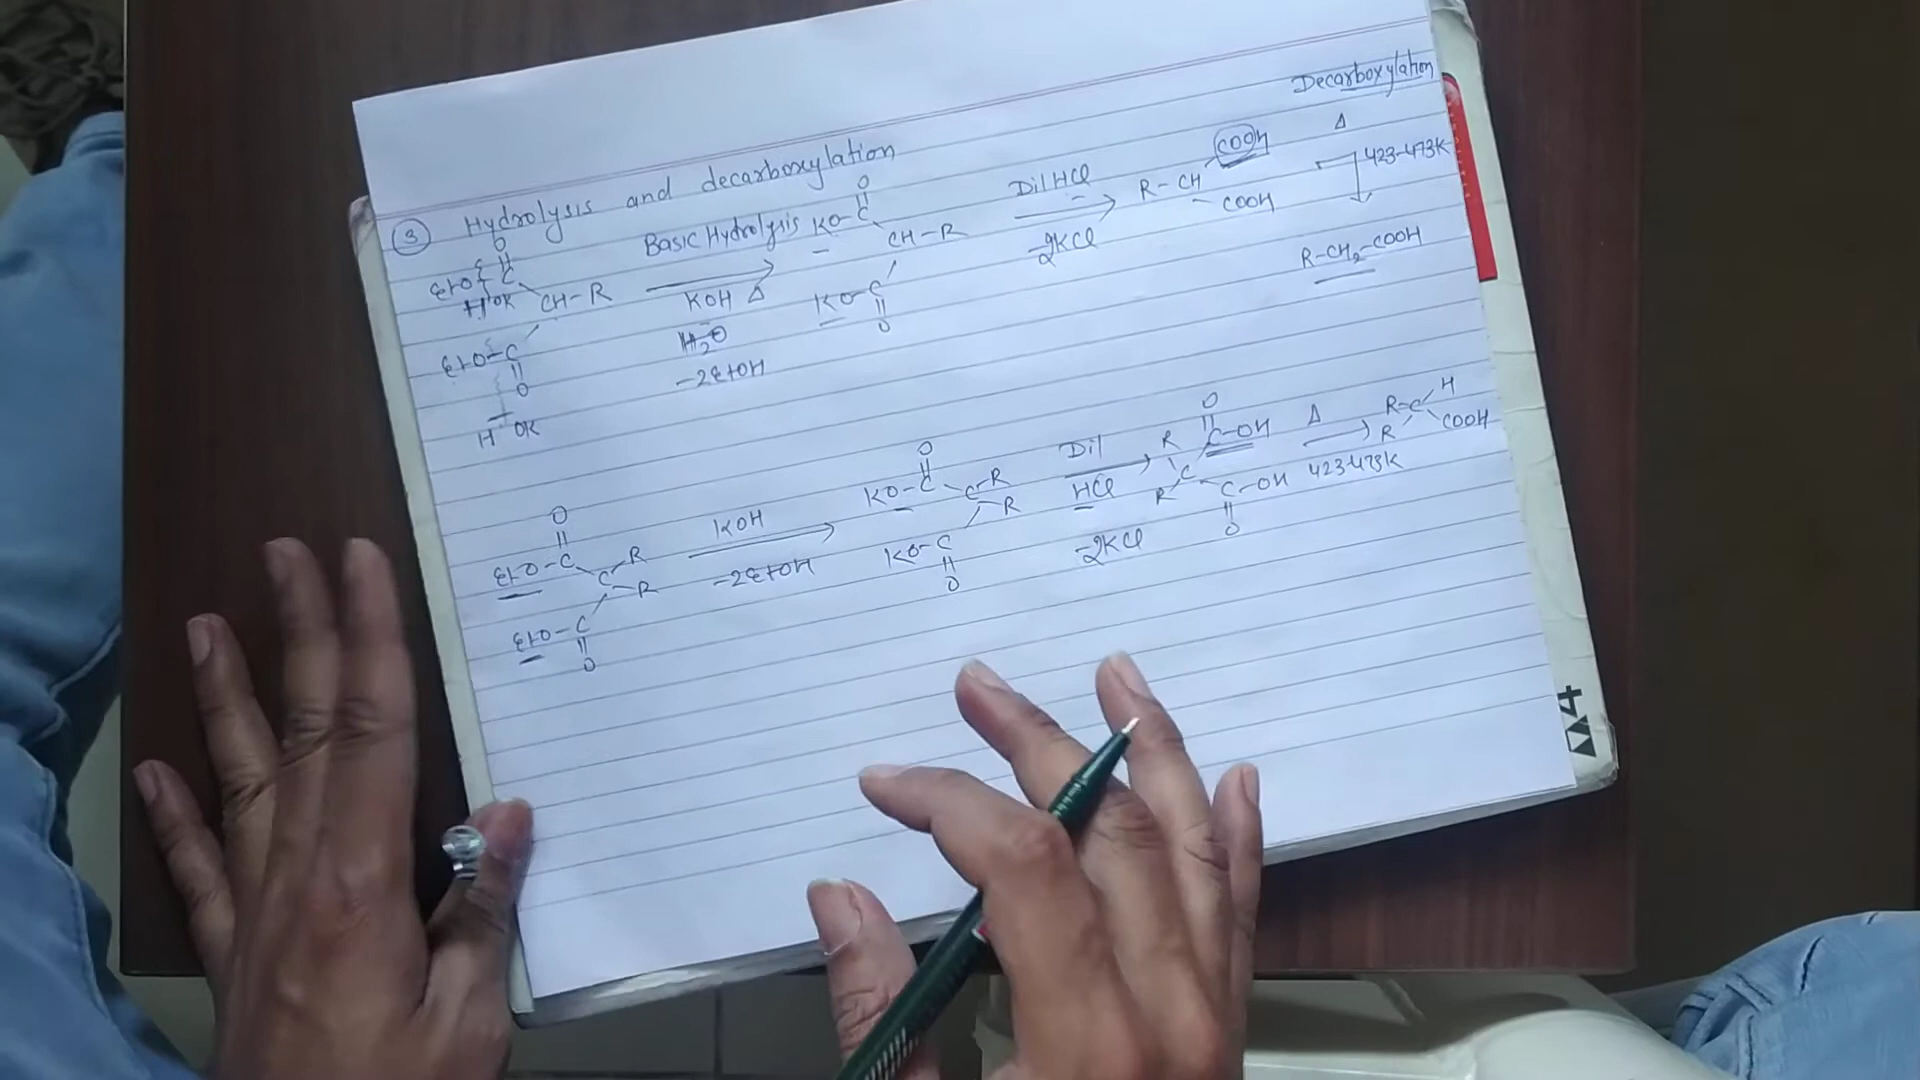 Decarboxylation
③ Hydrolysis and decarboxylation
O
EtO C
H OK CH-R
EtO-C
O
H OK
Basic Hydrolysis
KOH Δ
H2O
-2EtOH
O
KO-C
CH-R
KO-C
O
Dil HCl
-2KCl
COOH
R-CH
COOH
Δ
423-473K
R-CH2-COOH
O
EtO-C
R
C
R
EtO-C
O
KOH
-2EtOH
O
KO-C
C R
R
KO-C
O
Dil
HCl
-2KCl
O
R C-OH
C
R C-OH
O
Δ
423-473K
H
R-C
R COOH
M4